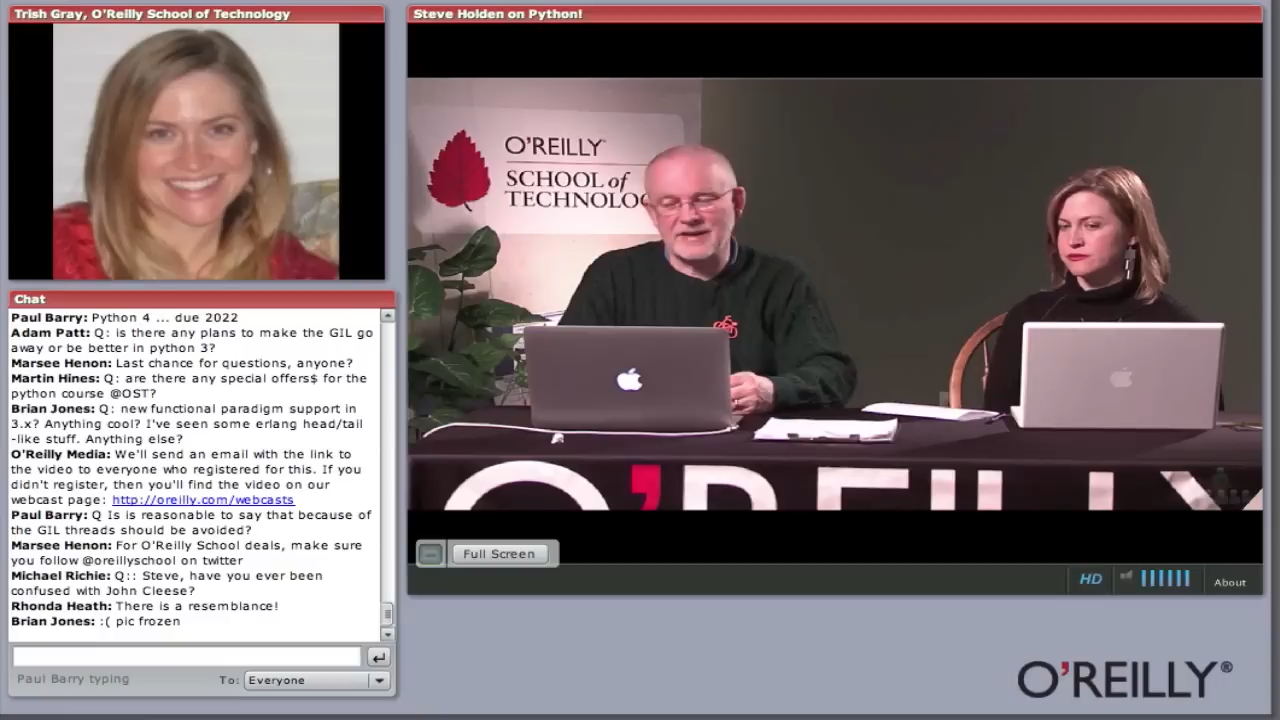 Trish Gray, O'Reilly School of Technology
Steve Holden on Python!
O'REILLY
SCHOOL of
TECHNOLO
O'REILLY
Chat
Paul Barry: Python 4 ... due 2022
Adam Patt: Q: is there any plans to make the GIL go
away or be better in python 3?
Marsee Henon: Last chance for questions, anyone?
Martin Hines: Q: are there any special offers$ for the
python course @OST?
Brian Jones: Q: new functional paradigm support in
3.x? Anything cool? I've seen some erlang head/tail
-like stuff. Anything else?
O'Reilly Media: We'll send an email with the link to
the video to everyone who registered for this. If you
didn't register, then you'll find the video on our
webcast page: http://oreilly.com/webcasts
Paul Barry: Q Is is reasonable to say that because of
the GIL threads should be avoided?
Marsee Henon: For O'Reilly School deals, make sure
you follow @oreillyschool on twitter
Michael Richie: Q:: Steve, have you ever been
confused with John Cleese?
Rhonda Heath: There is a resemblance!
Brian Jones: :( pic frozen
Paul Barry typing
To: Everyone
Full Screen
HD
About
O'REILLY®